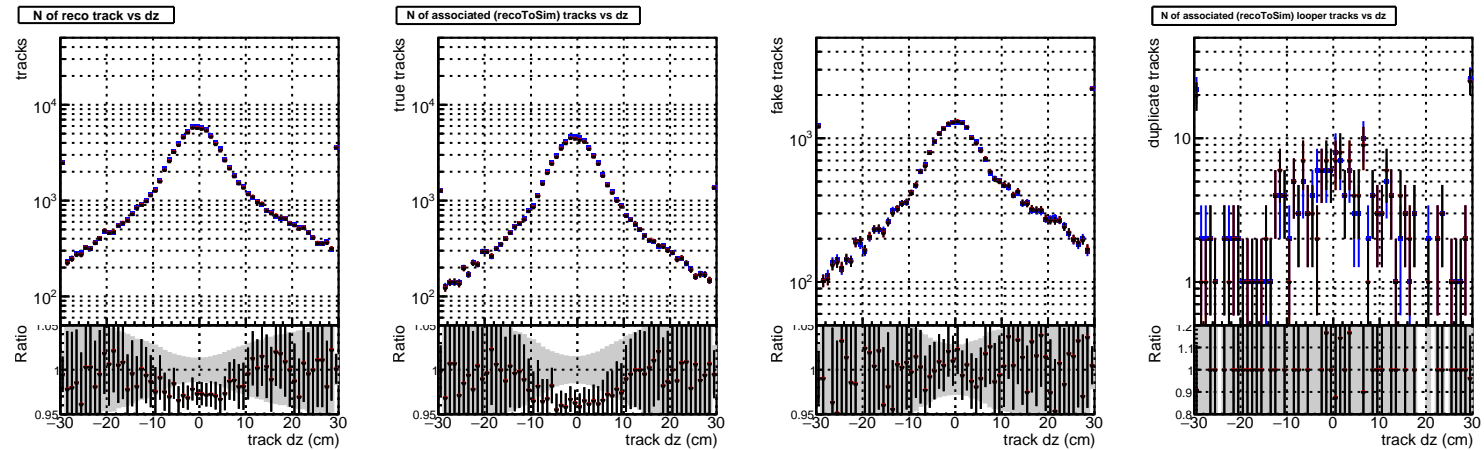 N of reco track vs dz
tracks
10^4
10^3
10^2
Ratio
1.05
1
0.95
−30 −20 −10 0 10 20 30
track dz (cm)
N of associated (recoToSim) tracks vs dz
true tracks
10^4
10^3
10^2
Ratio
1.05
1
0.95
−30 −20 −10 0 10 20 30
track dz (cm)
fake tracks
10^3
10^2
Ratio
1.05
1
0.95
−30 −20 −10 0 10 20 30
track dz (cm)
N of associated (recoToSim) looper tracks vs dz
duplicate tracks
10
1
Ratio
1.2
1.1
1
0.9
0.8
−30 −20 −10 0 10 20 30
track dz (cm)